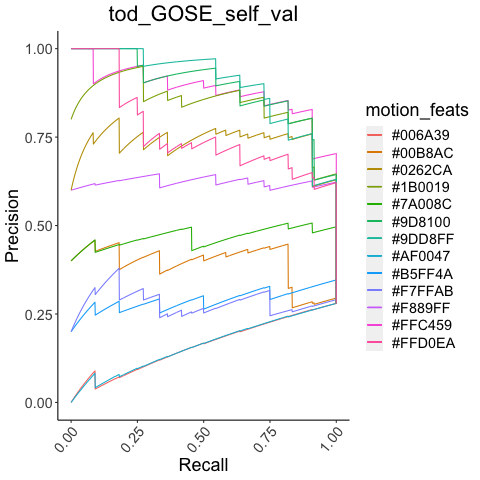 tod_GOSE_self_val
1.00
0.75
0.50
0.25
0.00
Precision
0.00
0.25
0.50
0.75
1.00
Recall
motion_feats
#006A39
#00B8AC
#0262CA
#1B0019
#7A008C
#9D8100
#9DD8FF
#AF0047
#B5FF4A
#F7FFAB
#F889FF
#FFC459
#FFD0EA